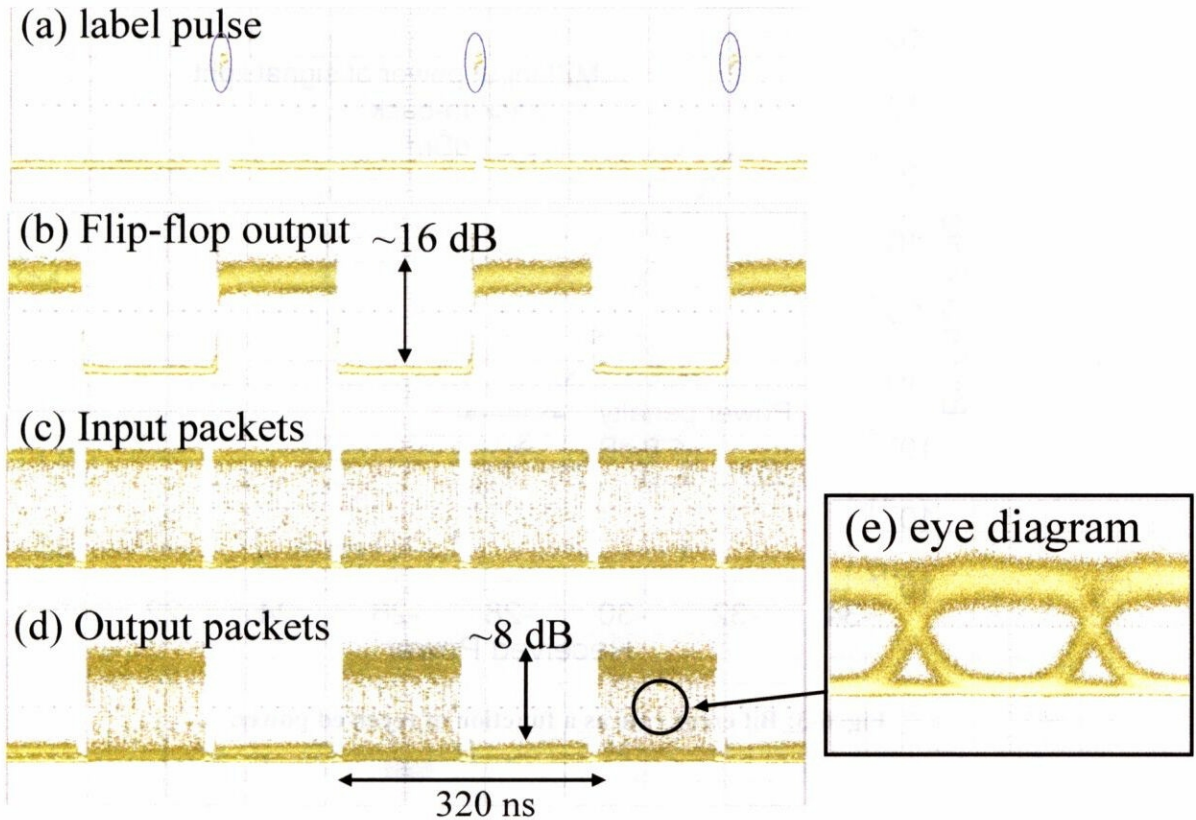 (a) label pulse
(b) Flip-flop output
~16 dB
(c) Input packets
(d) Output packets
~8 dB
320 ns
(e) eye diagram